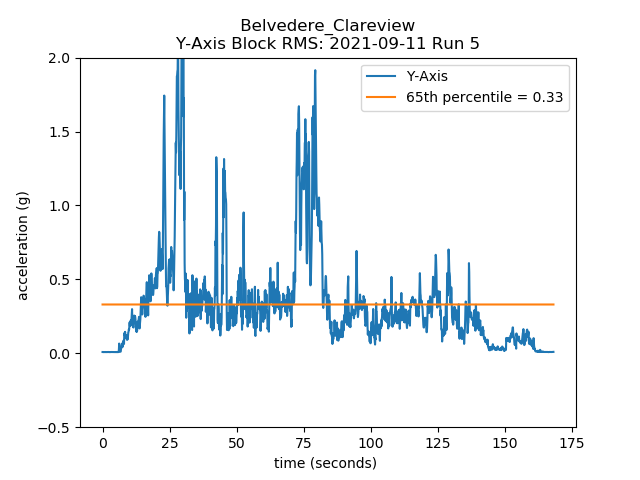 Belvedere_Clareview
Y-Axis Block RMS: 2021-09-11 Run 5
Y-Axis
65th percentile = 0.33
2.0
1.5
1.0
0.5
0.0
−0.5
acceleration (g)
0 25 50 75 100 125 150 175
time (seconds)